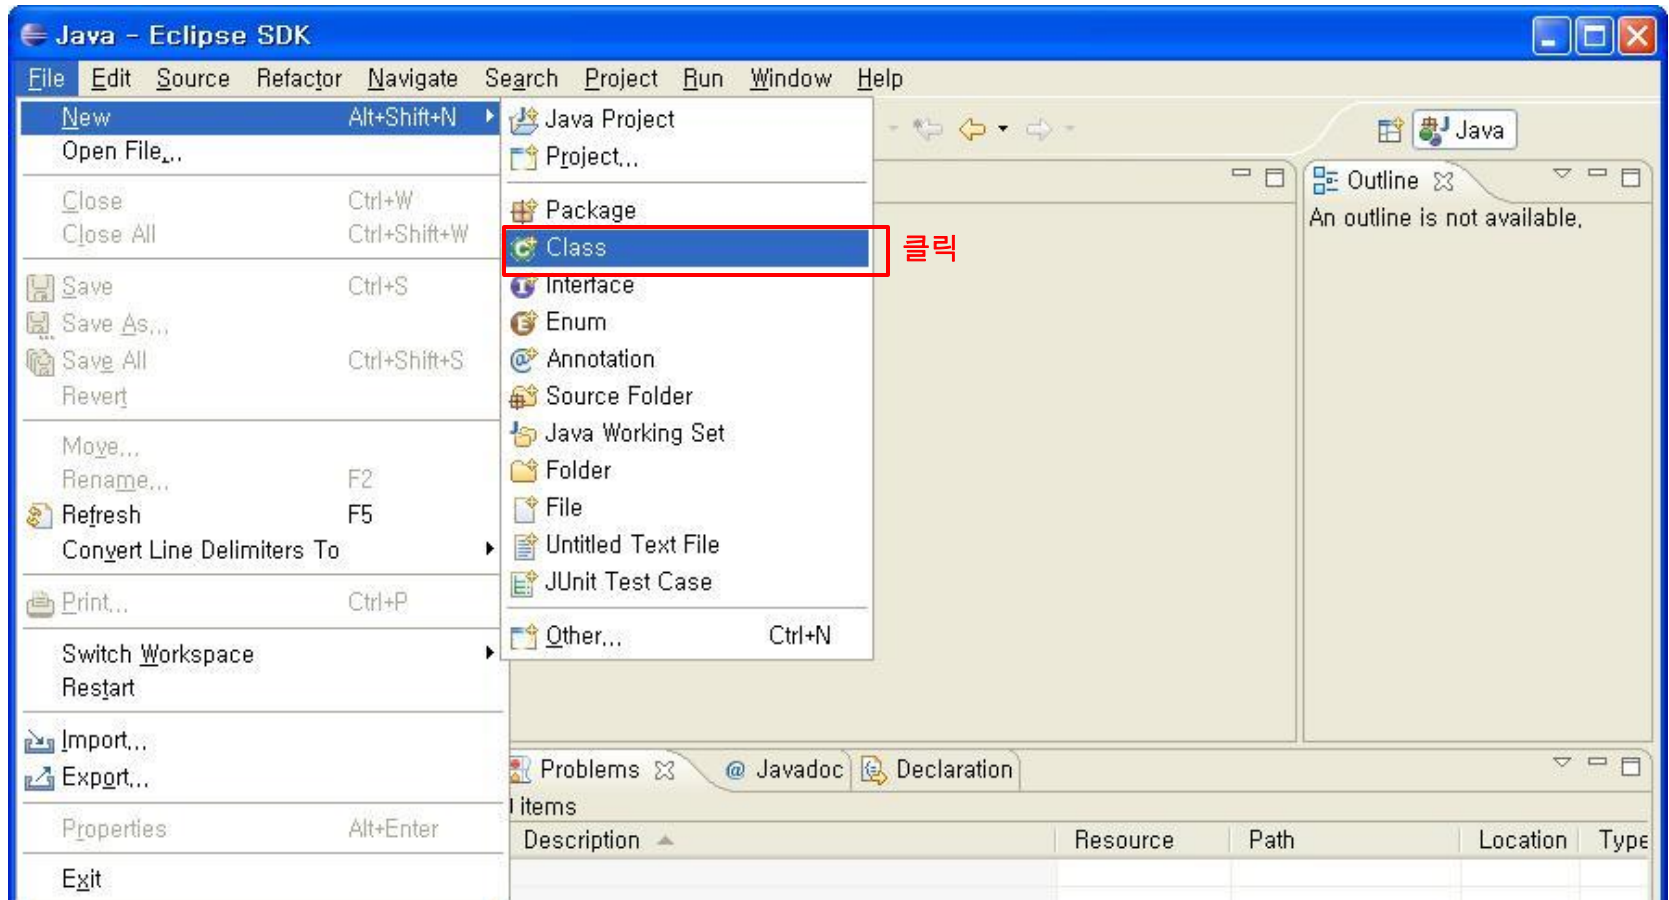 Java - Eclipse SDK
File Edit Source Refactor Navigate Search Project Run Window Help
New Alt+Shift+N
Open File...
Close Ctrl+W
Close All Ctrl+Shift+W
Save Ctrl+S
Save As...
Save All Ctrl+Shift+S
Revert
Move...
Rename... F2
Refresh F5
Convert Line Delimiters To
Print... Ctrl+P
Switch Workspace
Restart
Import...
Export...
Properties Alt+Enter
Exit
Java Project
Project...
Package
Class
클릭
Interface
Enum
Annotation
Source Folder
Java Working Set
Folder
File
Untitled Text File
JUnit Test Case
Other... Ctrl+N
Java
Outline
An outline is not available.
Problems @ Javadoc Declaration
items
Description Resource Path Location Type